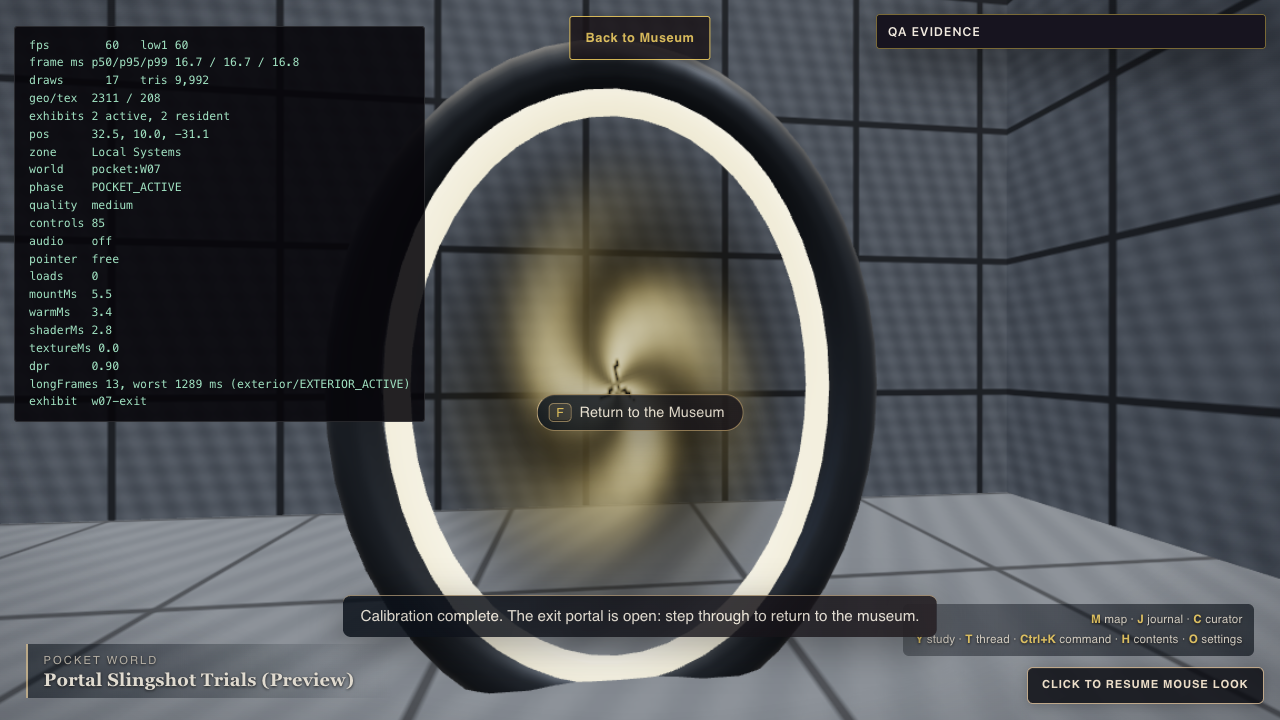 fps 60 low1 60
frame ms p50/p95/p99 16.7 / 16.7 / 16.8
draws 17 tris 9,992
geo/tex 2311 / 208
exhibits 2 active, 2 resident
pos 32.5, 10.0, −31.1
zone Local Systems
world pocket:W07
phase POCKET_ACTIVE
quality medium
controls 85
audio off
pointer free
loads 0
mountMs 5.5
warmMs 3.4
shaderMs 2.8
textureMs 0.0
dpr 0.90
longFrames 13, worst 1289 ms (exterior/EXTERIOR_ACTIVE)
exhibit w07−exit
Back to Museum
QA EVIDENCE
F Return to the Museum
Calibration complete. The exit portal is open: step through to return to the museum.
M map · J journal · C curator
Y study · T thread · Ctrl+K command · H contents · O settings
POCKET WORLD
Portal Slingshot Trials (Preview)
CLICK TO RESUME MOUSE LOOK